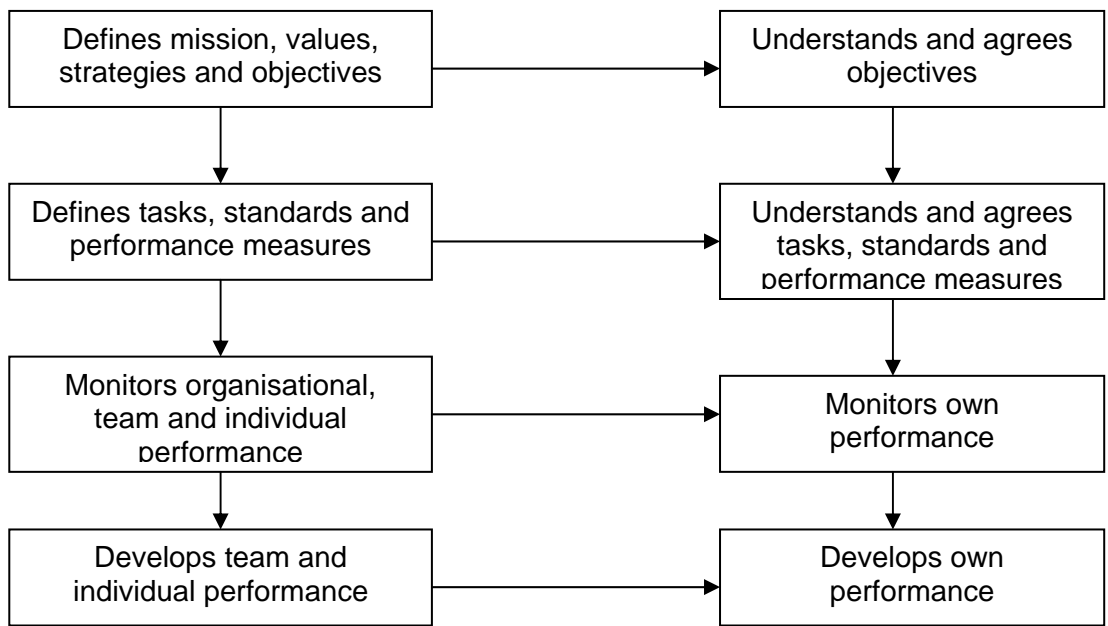 Defines mission, values,
strategies and objectives
Understands and agrees
objectives
Defines tasks, standards and
performance measures
Understands and agrees
tasks, standards and
performance measures
Monitors organisational,
team and individual
performance
Monitors own
performance
Develops team and
individual performance
Develops own
performance